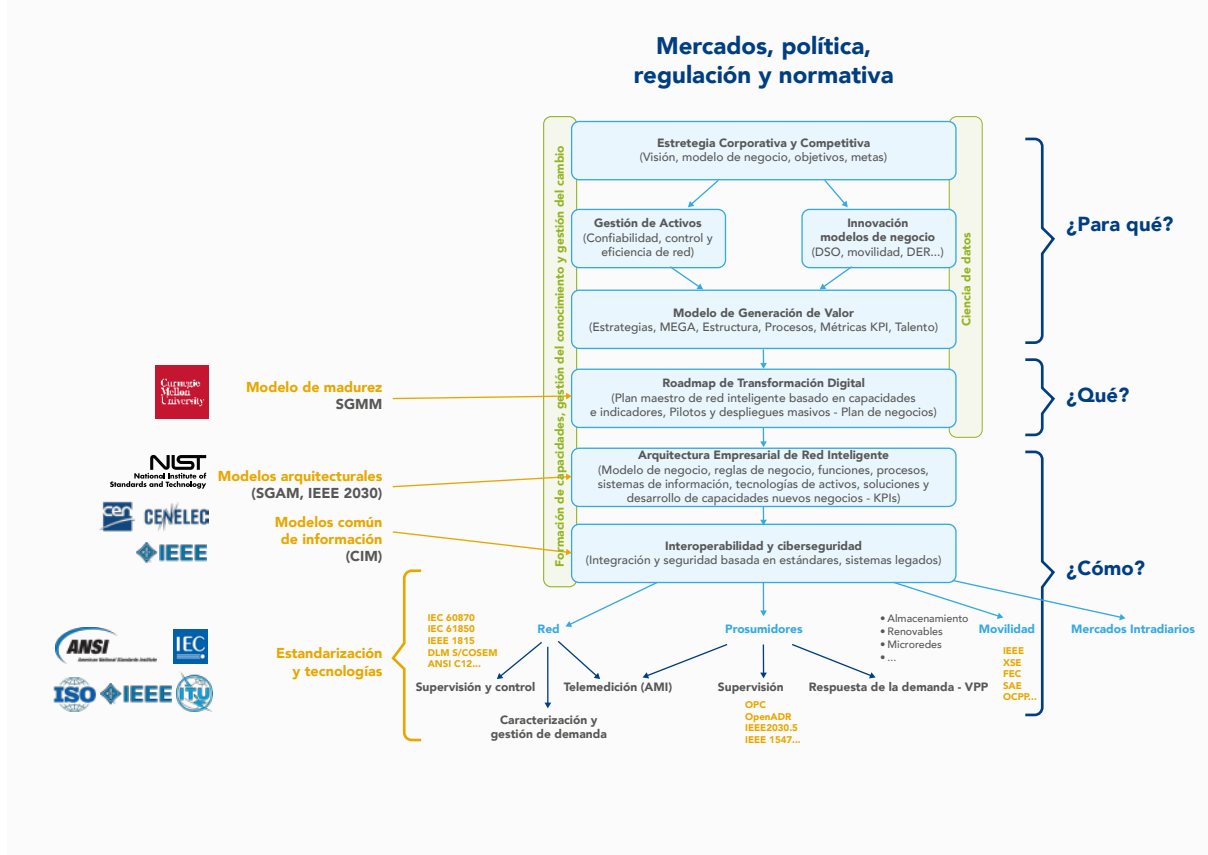 Mercados, política,
regulación y normativa
Formación de capacidades, gestión del conocimiento y gestión del cambio
Ciencia de datos
Estretegia Corporativa y Competitiva
(Visión, modelo de negocio, objetivos, metas)
Gestión de Activos
(Confiabilidad, control y
eficiencia de red)
Innovación
modelos de negocio
(DSO, movilidad, DER...)
Modelo de Generación de Valor
(Estrategias, MEGA, Estructura, Procesos, Métricas KPI, Talento)
¿Para qué?
Carnegie
Mellon
University
Modelo de madurez
SGMM
Roadmap de Transformación Digital
(Plan maestro de red inteligente basado en capacidades
e indicadores, Pilotos y despliegues masivos - Plan de negocios)
¿Qué?
NIST
National Institute of
Standards and Technology
Modelos arquitecturales
(SGAM, IEEE 2030)
Arquitectura Empresarial de Red Inteligente
(Modelo de negocio, reglas de negocio, funciones, procesos,
sistemas de información, tecnologías de activos, soluciones y
desarrollo de capacidades nuevos negocios - KPIs)
cen
CENELEC
IEEE
Modelos común
de información
(CIM)
Interoperabilidad y ciberseguridad
(Integración y seguridad basada en estándares, sistemas legados)
¿Cómo?
ANSI
American National Standards Institute
IEC
ISO
IEEE
ITU
Estandarización
y tecnologías
IEC 60870
IEC 61850
IEEE 1815
DLM S/COSEM
ANSI C12...
Red
Prosumidores
• Almacenamiento
• Renovables
• Microredes
• ...
Movilidad
IEEE
XSE
FEC
SAE
OCPP...
Mercados Intradiarios
Supervisión y control
Caracterización y
gestión de demanda
Telemedición (AMI)
Supervisión
OPC
OpenADR
IEEE2030.5
IEEE 1547...
Respuesta de la demanda - VPP